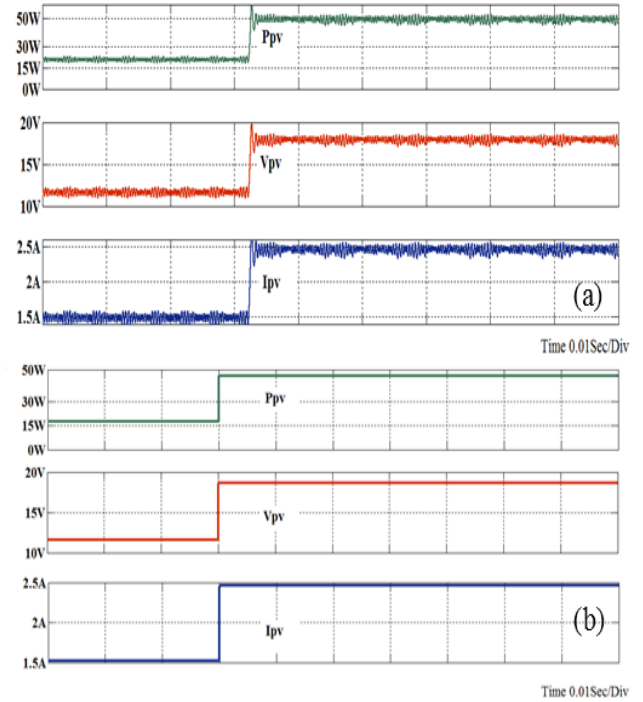 50W
Ppv
30W
15W
0W
20V
15V
Vpv
10V
2.5A
2A
Ipv
(a)
1.5A
Time 0.01Sec/Div
50W
30W
Ppv
15W
0W
20V
15V
Vpv
10V
2.5A
2A
(b)
Ipv
1.5A
Time 0.01Sec/Div